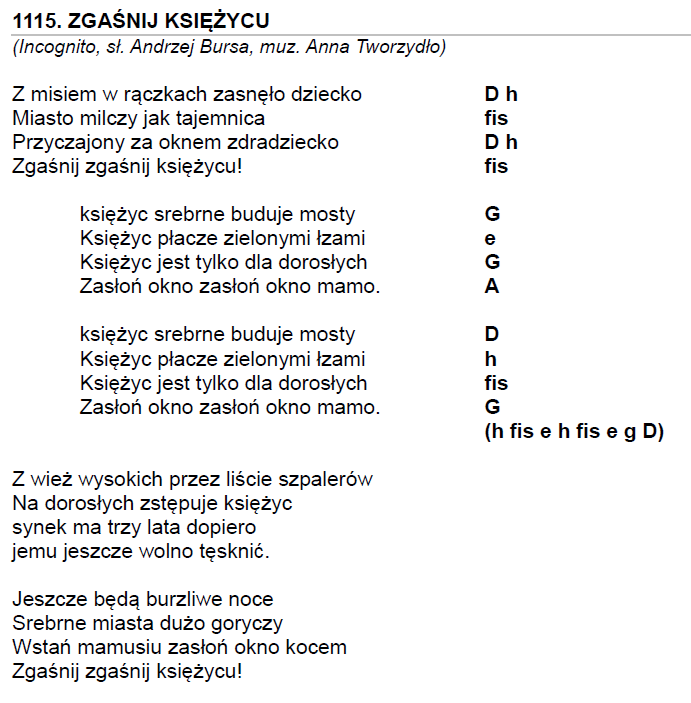 1115. ZGAŚNIJ KSIĘŻYCU
(Incognito, sł. Andrzej Bursa, muz. Anna Tworzydło)
Z misiem w rączkach zasnęło dziecko D h
Miasto milczy jak tajemnica fis
Przyczajony za oknem zdradziecko D h
Zgaśnij zgaśnij księżycu! fis
księżyc srebrne buduje mosty G
Księżyc płacze zielonymi łzami e
Księżyc jest tylko dla dorosłych G
Zasłoń okno zasłoń okno mamo. A
księżyc srebrne buduje mosty D
Księżyc płacze zielonymi łzami h
Księżyc jest tylko dla dorosłych fis
Zasłoń okno zasłoń okno mamo. G
(h fis e h fis e g D)
Z wież wysokich przez liście szpalerów
Na dorosłych zstępuje księżyc
synek ma trzy lata dopiero
jemu jeszcze wolno tęsknić.
Jeszcze będą burzliwe noce
Srebrne miasta dużo goryczy
Wstań mamusiu zasłoń okno kocem
Zgaśnij zgaśnij księżycu!